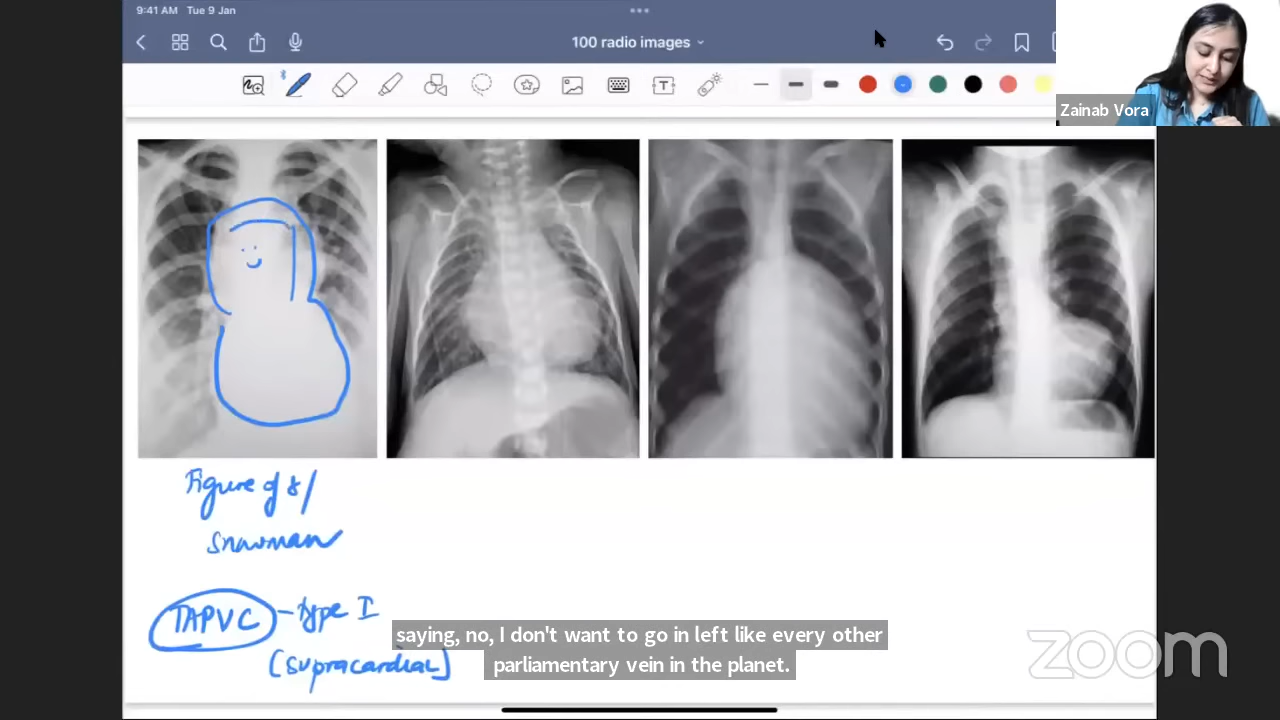 9:41 AM Tue 9 Jan
100 radio images
T
Zainab Vora
Figure of 8/
Snowman
TAPVC - type I
[Supracardiac]
saying, no, I don't want to go in left like every other
parliamentary vein in the planet.
zoom